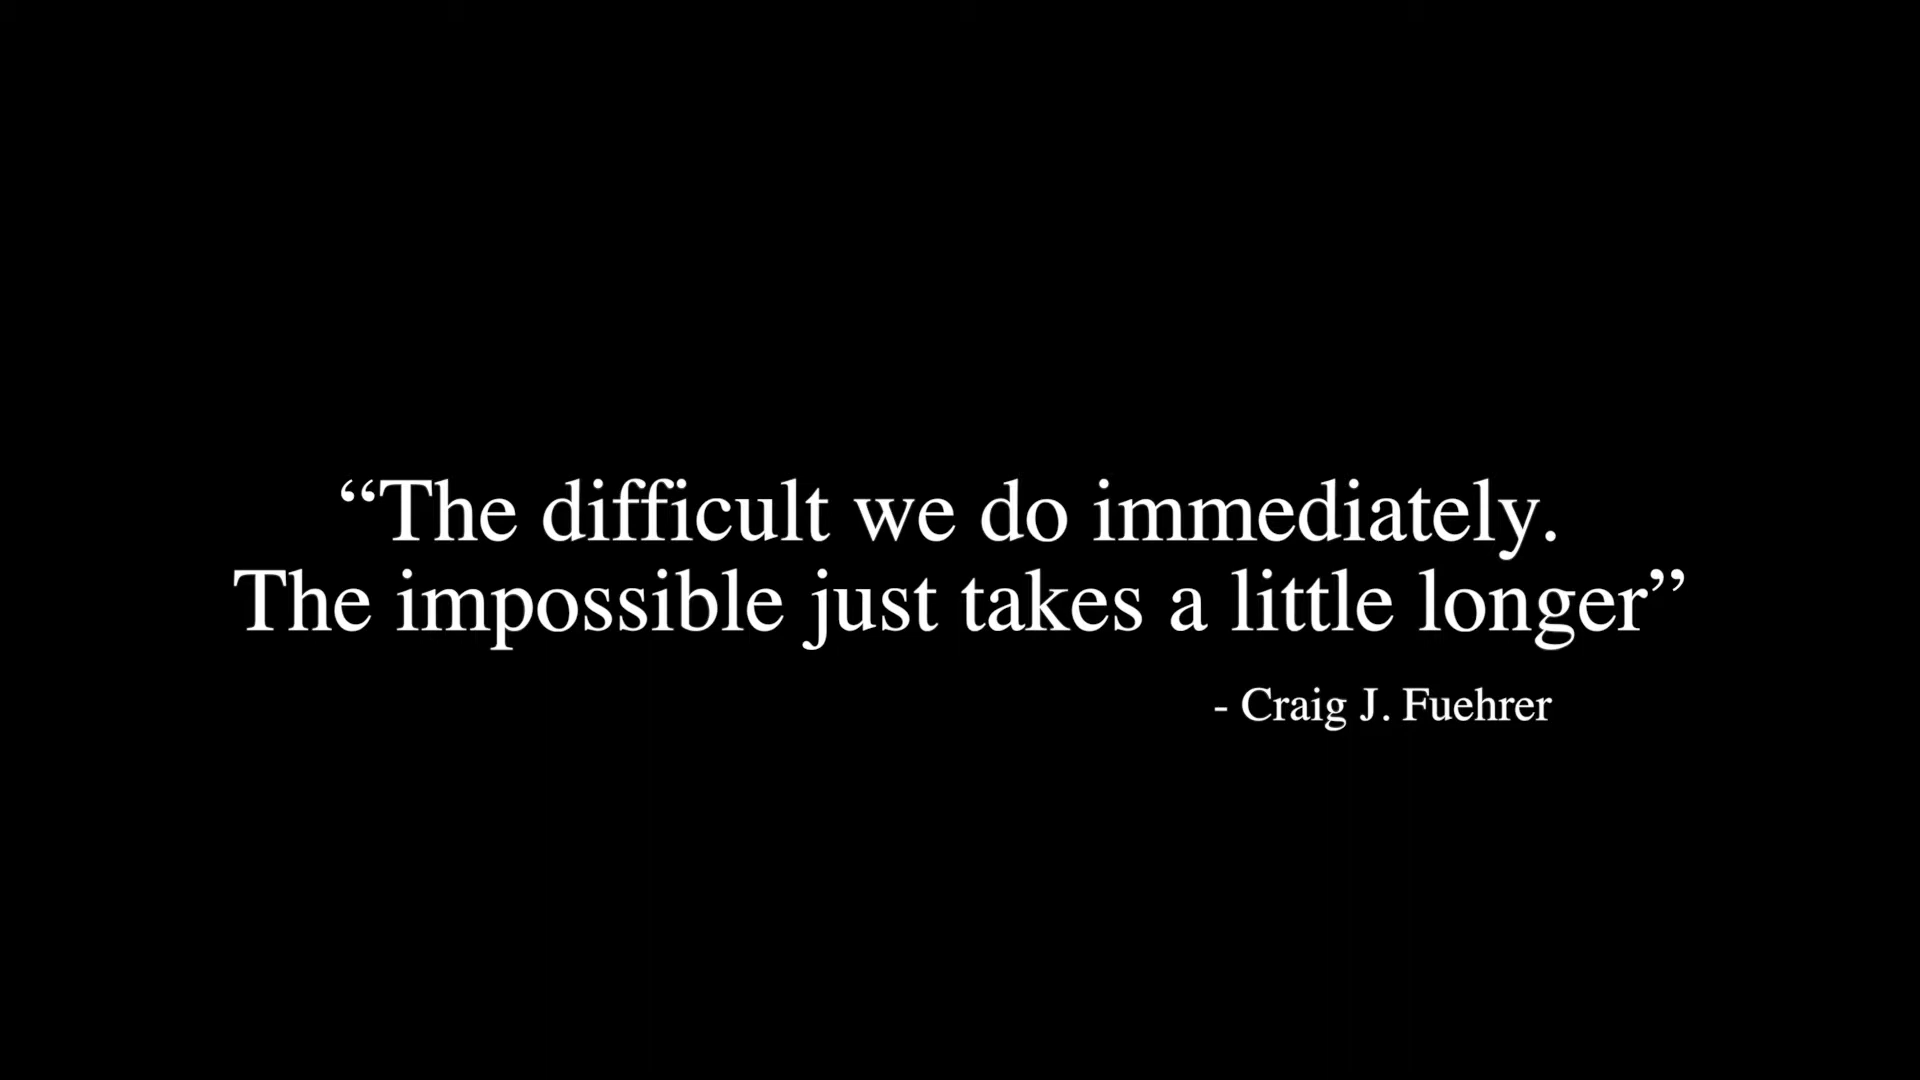 “The difficult we do immediately.
The impossible just takes a little longer”
- Craig J. Fuehrer